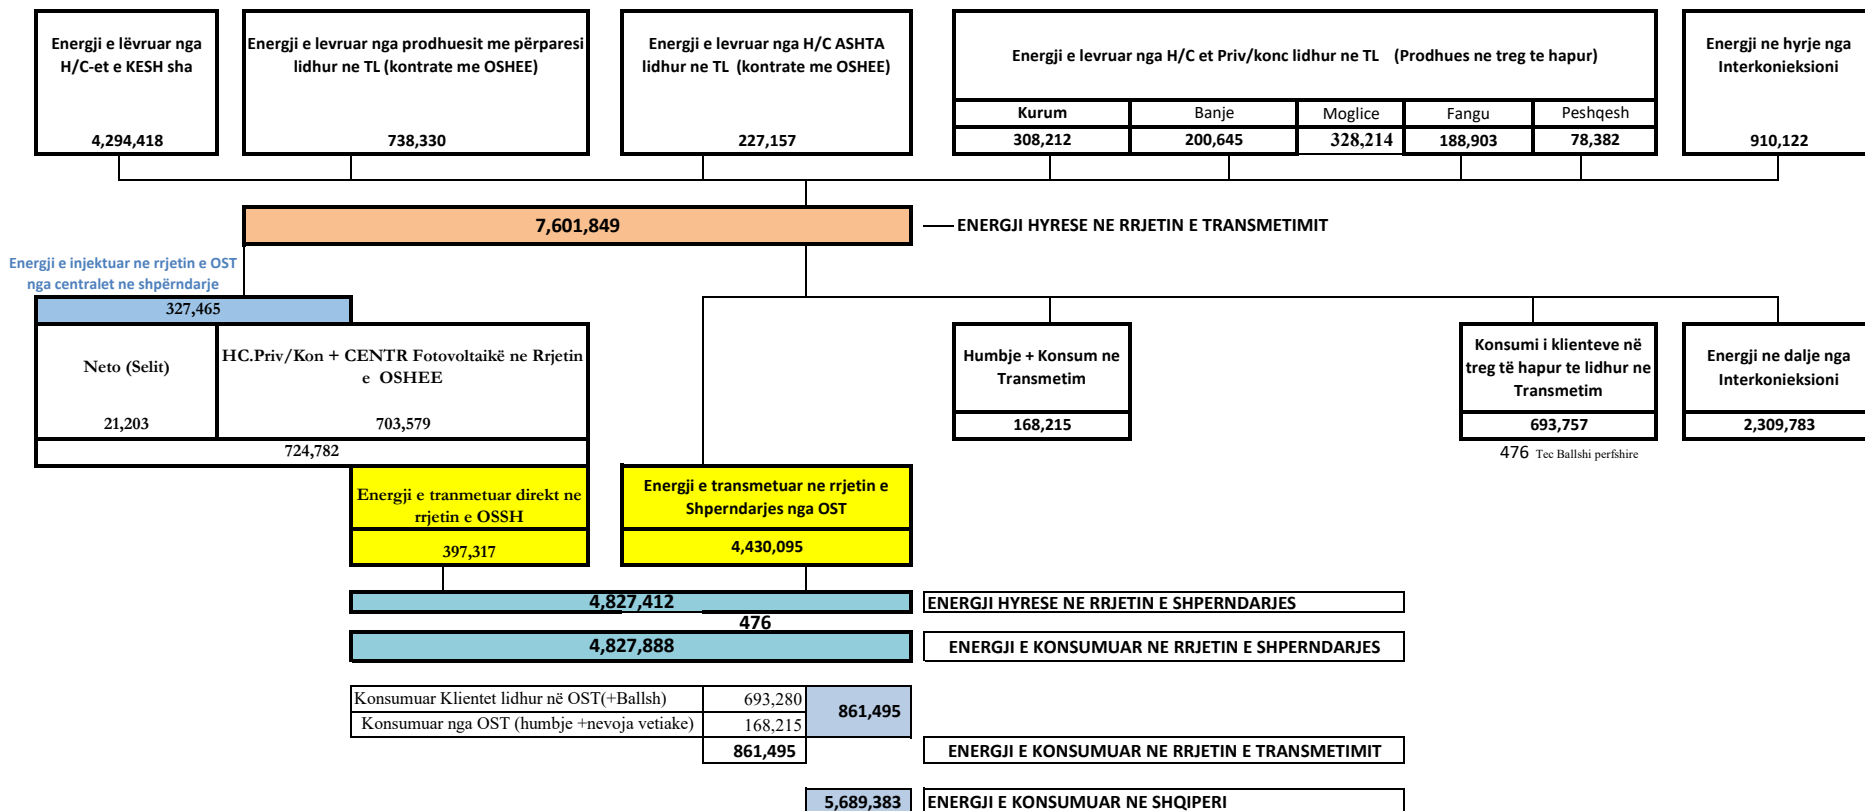 Energji e lëvruar nga
H/C-et e KESH sha
4,294,418
Energji e levruar nga prodhuesit me përparesi
lidhur ne TL (kontrate me OSHEE)
738,330
Energji e levruar nga H/C ASHTA
lidhur ne TL (kontrate me OSHEE)
227,157
Energji e levruar nga H/C et Priv/konc lidhur ne TL (Prodhues ne treg te hapur)
Kurum Banje Moglice Fangu Peshqesh
308,212 200,645 328,214 188,903 78,382
Energji ne hyrje nga
Interkonieksioni
910,122
7,601,849
ENERGJI HYRESE NE RRJETIN E TRANSMETIMIT
Energji e injektuar ne rrjetin e OST
nga centralet ne shpërndarje
327,465
Neto (Selit)
21,203
HC.Priv/Kon + CENTR Fotovoltaikë ne Rrjetin
e OSHEE
703,579
724,782
Humbje + Konsum ne
Transmetim
168,215
Konsumi i klienteve në
treg të hapur te lidhur ne
Transmetim
693,757
476 Tec Ballshi perfshire
Energji ne dalje nga
Interkonieksioni
2,309,783
Energji e tranmetuar direkt ne
rrjetin e OSSH
397,317
Energji e transmetuar ne rrjetin e
Shperndarjes nga OST
4,430,095
4,827,412
ENERGJI HYRESE NE RRJETIN E SHPERNDARJES
476
4,827,888
ENERGJI E KONSUMUAR NE RRJETIN E SHPERNDARJES
Konsumuar Klientet lidhur në OST(+Ballsh) 693,280
861,495
Konsumuar nga OST (humbje +nevoja vetiake) 168,215
861,495
ENERGJI E KONSUMUAR NE RRJETIN E TRANSMETIMIT
5,689,383
ENERGJI E KONSUMUAR NE SHQIPERI